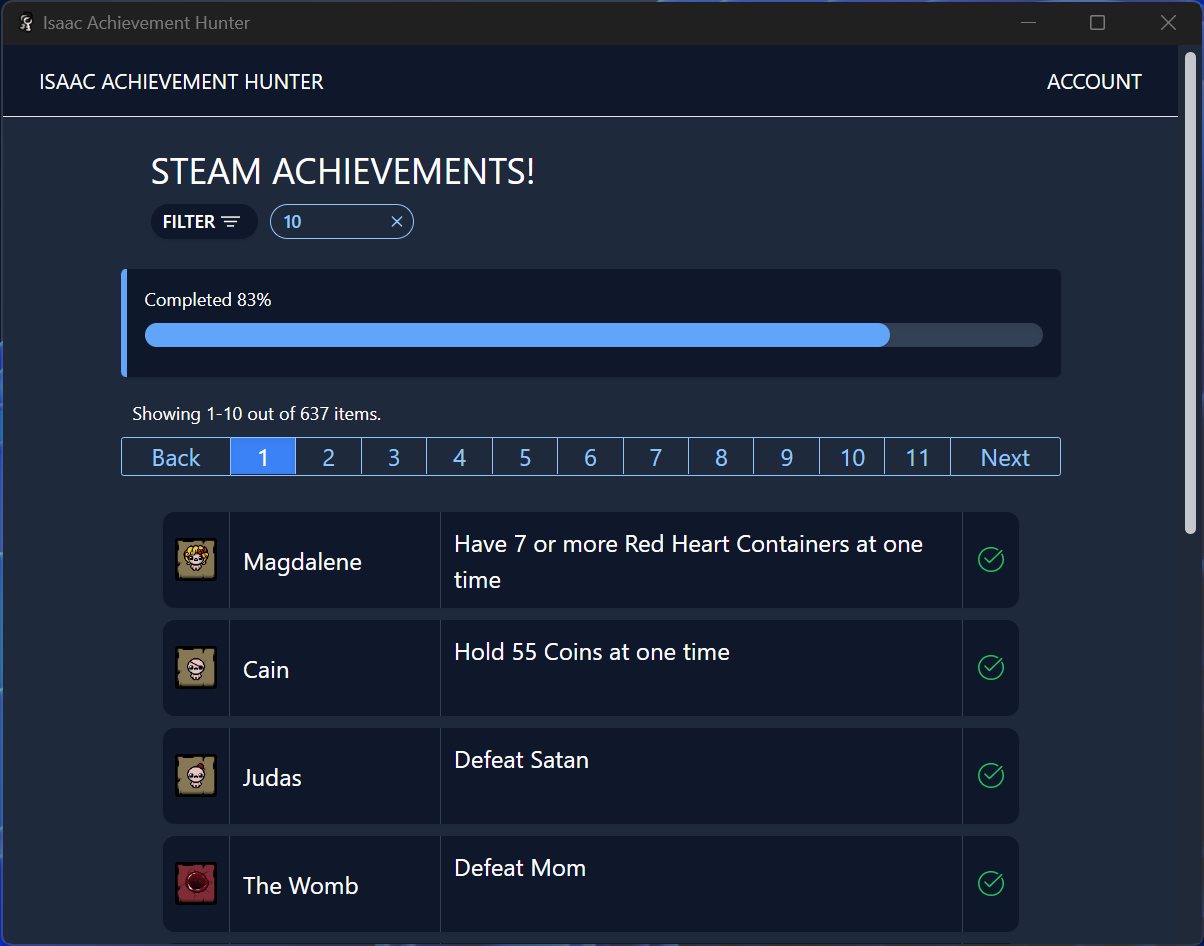 Isaac Achievement Hunter
ISAAC ACHIEVEMENT HUNTER
ACCOUNT
STEAM ACHIEVEMENTS!
FILTER
10
Completed 83%
Showing 1-10 out of 637 items.
Back 1 2 3 4 5 6 7 8 9 10 11 Next
Magdalene
Have 7 or more Red Heart Containers at one
time
Cain
Hold 55 Coins at one time
Judas
Defeat Satan
The Womb
Defeat Mom